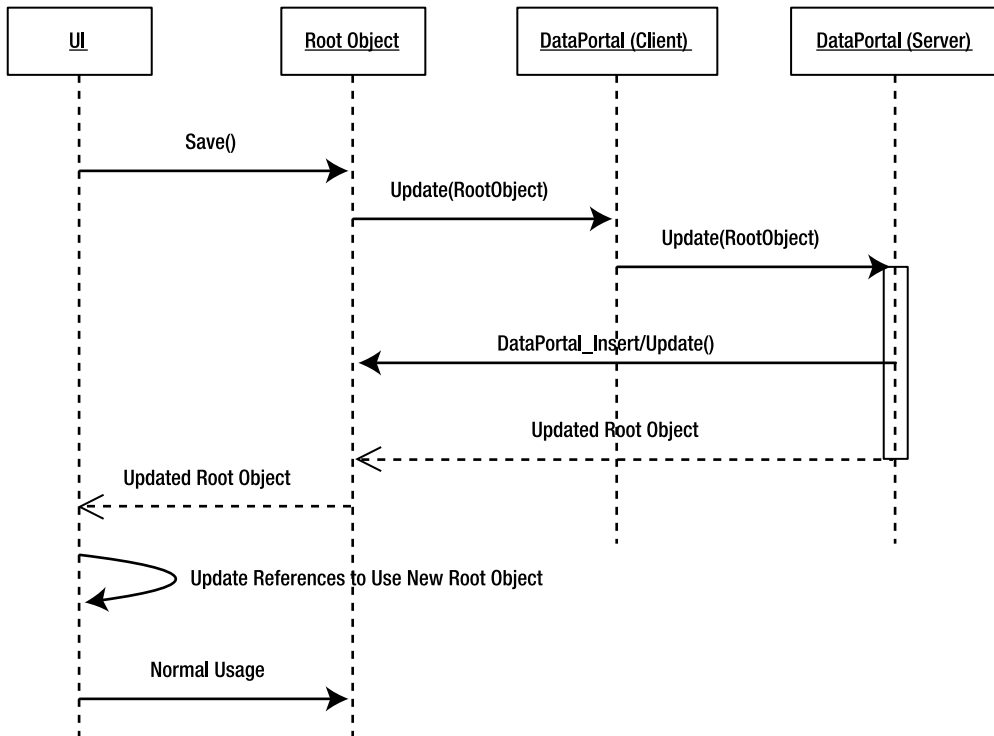 UI
Root Object
DataPortal (Client)
DataPortal (Server)
Save()
Update(RootObject)
Update(RootObject)
DataPortal_Insert/Update()
Updated Root Object
Updated Root Object
Update References to Use New Root Object
Normal Usage